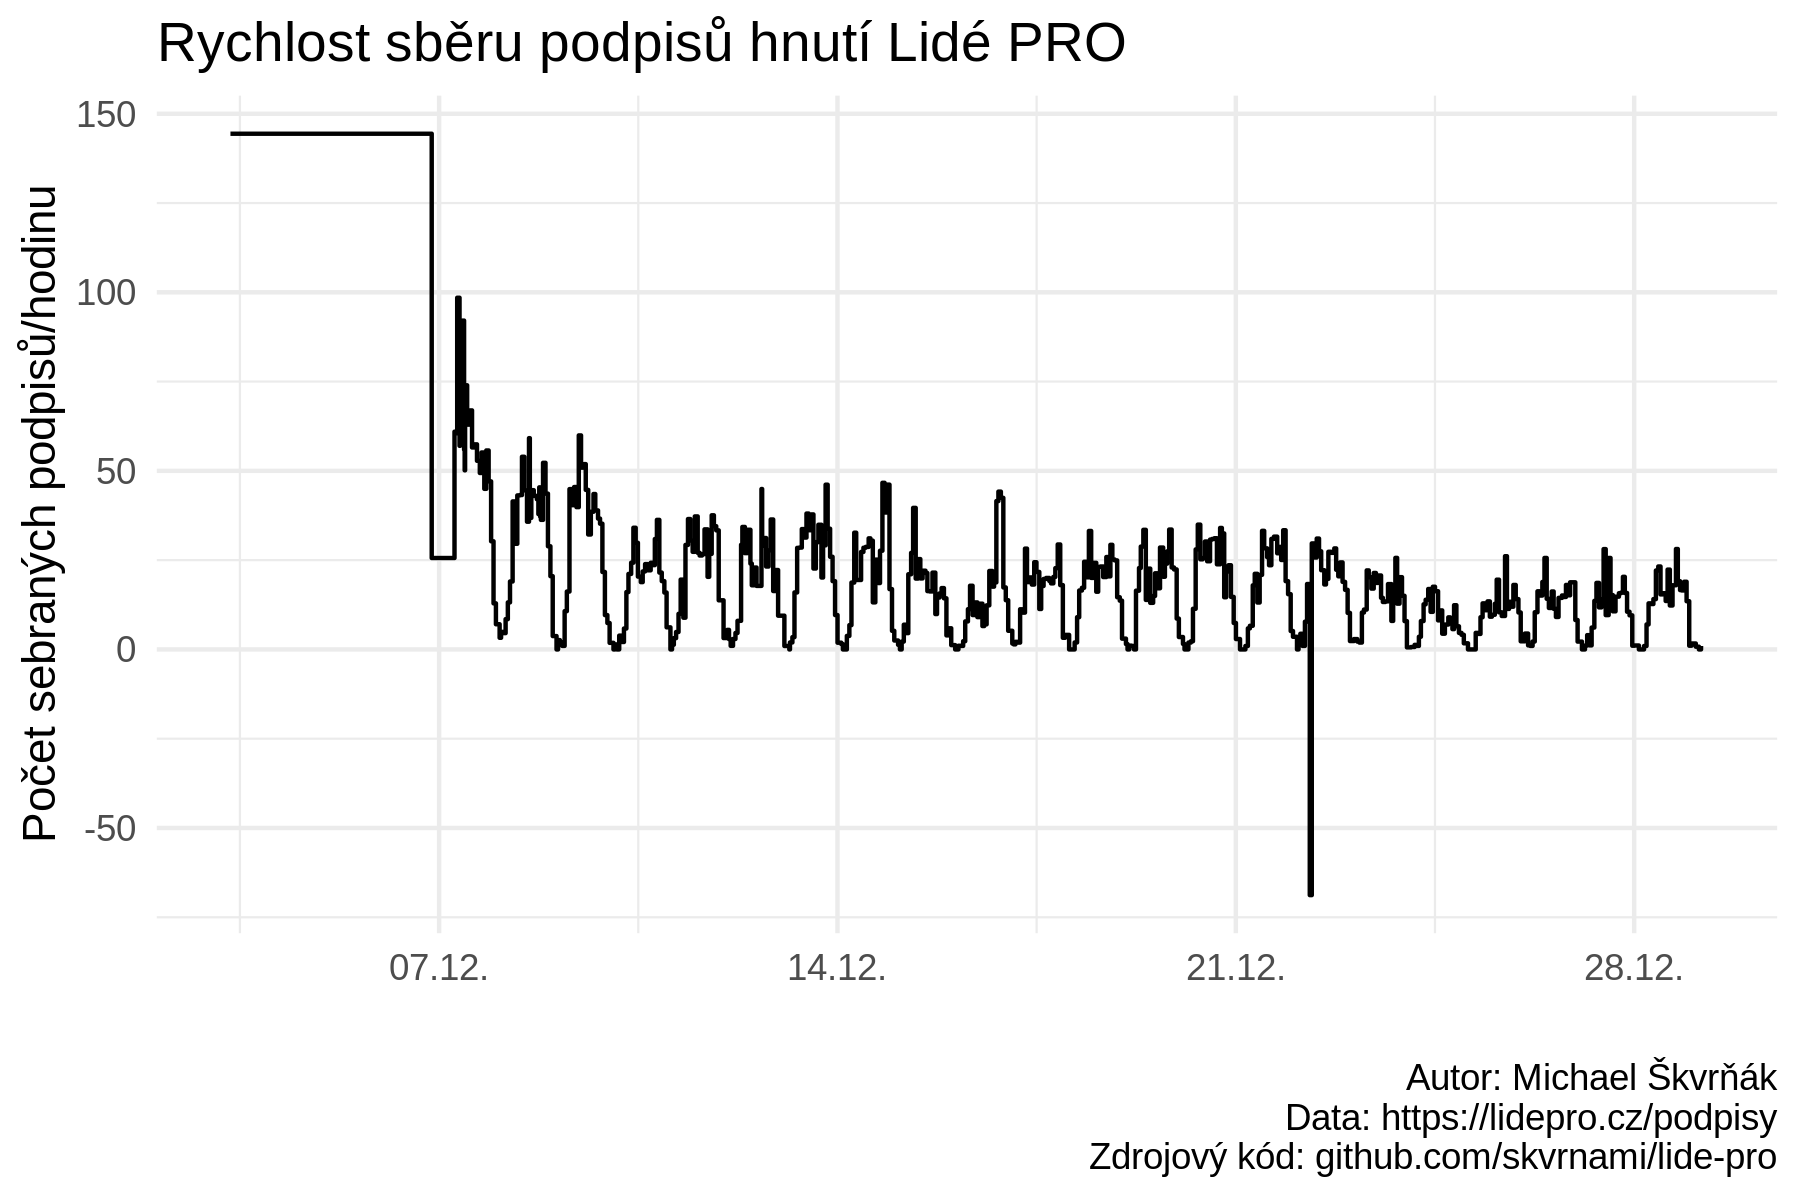 Rychlost sběru podpisů hnutí Lidé PRO
Počet sebraných podpisů/hodinu
150
100
50
0
-50
07.12.
14.12.
21.12.
28.12.
Autor: Michael Škvrňák
Data: https://lidepro.cz/podpisy
Zdrojový kód: github.com/skvrnami/lide-pro